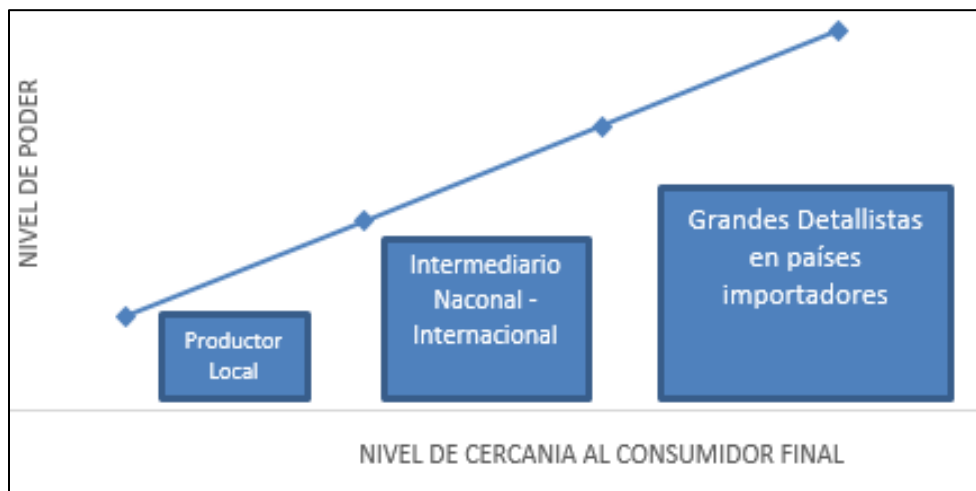 NIVEL DE PODER
Productor
Local
Intermediario
Naconal -
Internacional
Grandes Detallistas
en países
importadores
NIVEL DE CERCANIA AL CONSUMIDOR FINAL